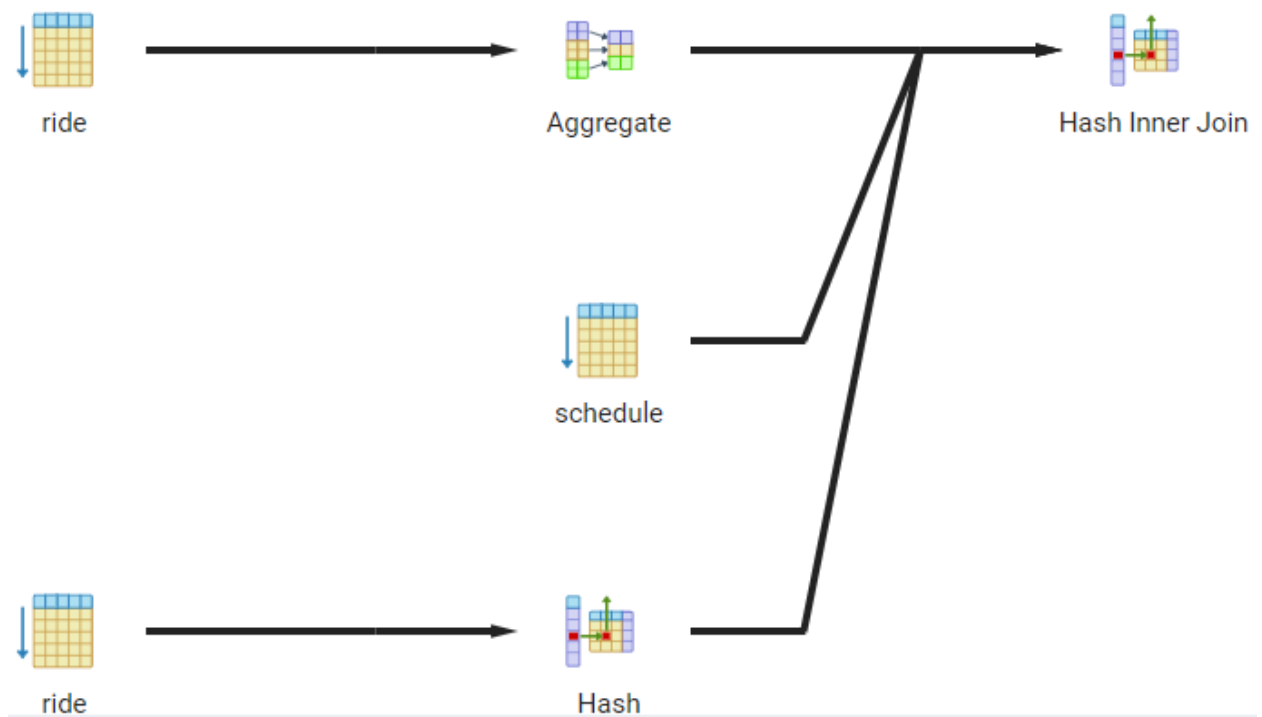 ride
Aggregate
Hash Inner Join
schedule
ride
Hash